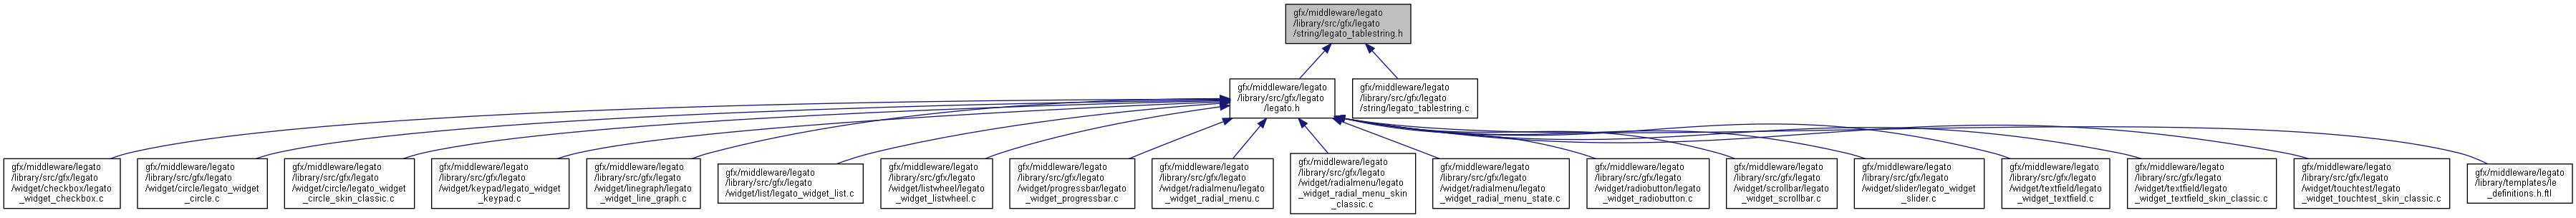 gfx/middleware/legato
/library/src/gfx/legato
/string/legato_tablestring.h
gfx/middleware/legato
/library/src/gfx/legato
/legato.h
gfx/middleware/legato
/library/src/gfx/legato
/string/legato_tablestring.c
gfx/middleware/legato
/library/src/gfx/legato
/widget/checkbox/legato
_widget_checkbox.c
gfx/middleware/legato
/library/src/gfx/legato
/widget/circle/legato_widget
_circle.c
gfx/middleware/legato
/library/src/gfx/legato
/widget/circle/legato_widget
_circle_skin_classic.c
gfx/middleware/legato
/library/src/gfx/legato
/widget/keypad/legato_widget
_keypad.c
gfx/middleware/legato
/library/src/gfx/legato
/widget/linegraph/legato
_widget_line_graph.c
gfx/middleware/legato
/library/src/gfx/legato
/widget/list/legato_widget_list.c
gfx/middleware/legato
/library/src/gfx/legato
/widget/listwheel/legato
_widget_listwheel.c
gfx/middleware/legato
/library/src/gfx/legato
/widget/progressbar/legato
_widget_progressbar.c
gfx/middleware/legato
/library/src/gfx/legato
/widget/radialmenu/legato
_widget_radial_menu.c
gfx/middleware/legato
/library/src/gfx/legato
/widget/radialmenu/legato
_widget_radial_menu_skin
_classic.c
gfx/middleware/legato
/library/src/gfx/legato
/widget/radialmenu/legato
_widget_radial_menu_state.c
gfx/middleware/legato
/library/src/gfx/legato
/widget/radiobutton/legato
_widget_radiobutton.c
gfx/middleware/legato
/library/src/gfx/legato
/widget/scrollbar/legato
_widget_scrollbar.c
gfx/middleware/legato
/library/src/gfx/legato
/widget/slider/legato_widget
_slider.c
gfx/middleware/legato
/library/src/gfx/legato
/widget/textfield/legato
_widget_textfield.c
gfx/middleware/legato
/library/src/gfx/legato
/widget/textfield/legato
_widget_textfield_skin_classic.c
gfx/middleware/legato
/library/src/gfx/legato
/widget/touchtest/legato
_widget_touchtest_skin_classic.c
gfx/middleware/legato
/library/templates/le
_definitions.h.ftl